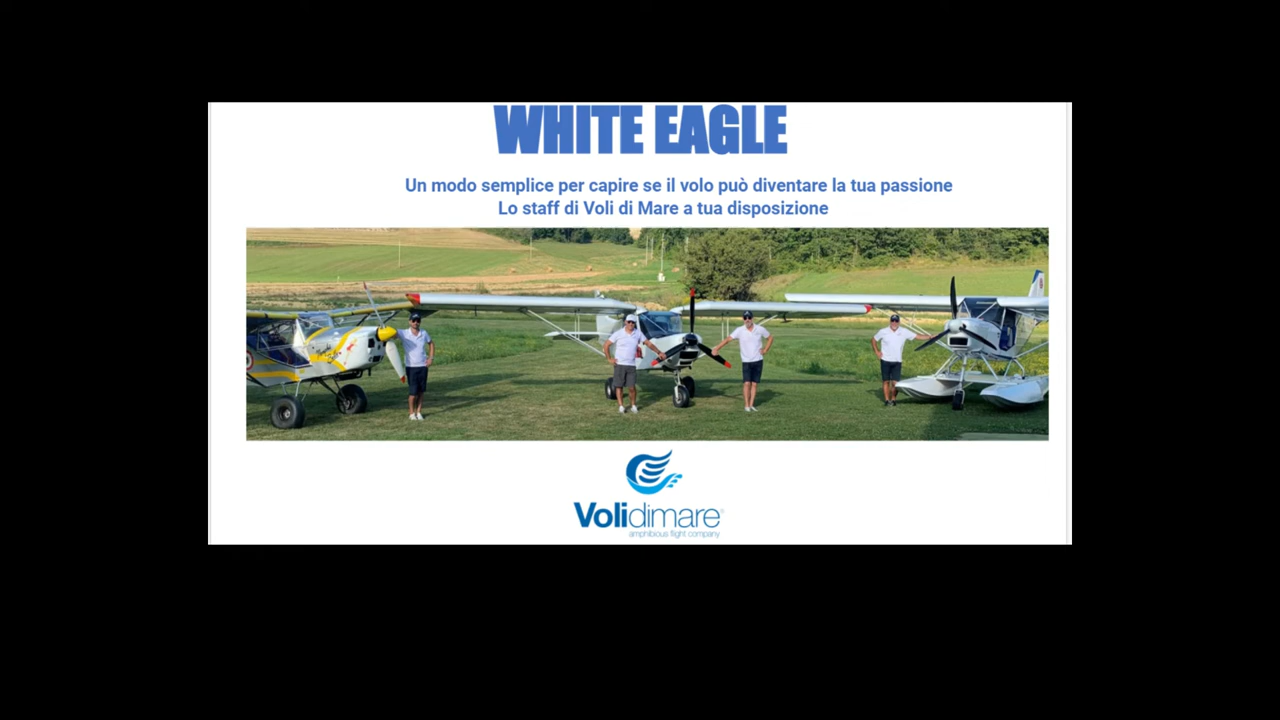 WHITE EAGLE
Un modo semplice per capire se il volo può diventare la tua passione
Lo staff di Voli di Mare a tua disposizione
Volidimare
amphibious flight company